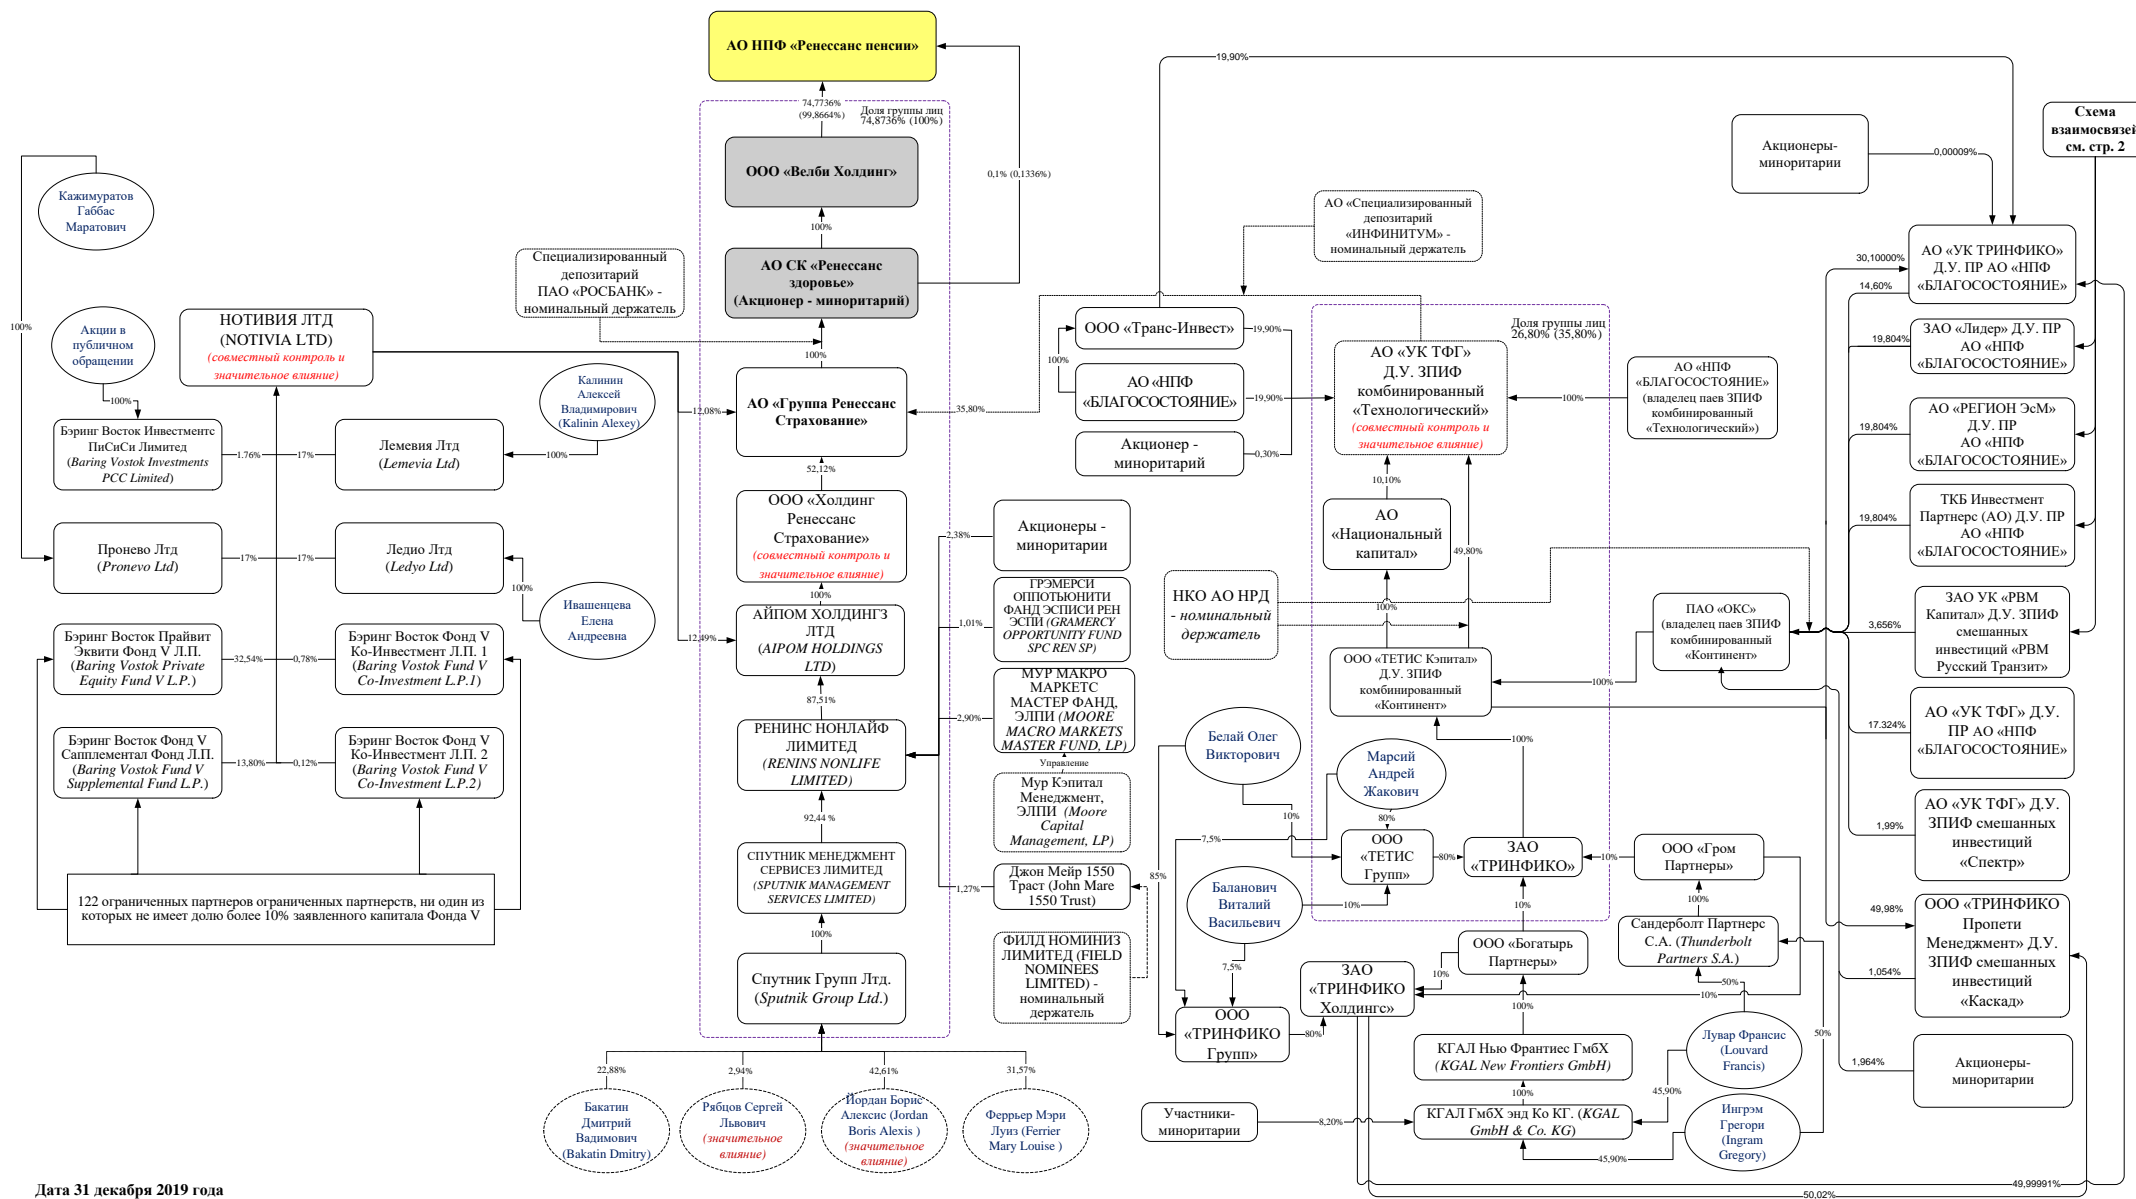 АО НПФ «Ренессанс пенсии»
74,7736%
(99,8664%)
Доля группы лиц
74,8736% (100%)
ООО «Велби Холдинг»
0,1% (0,1336%)
100%
АО СК «Ренессанс
здоровье»
(Акционер - миноритарий)
Специализированный
депозитарий
ПАО «РОСБАНК» -
номинальный держатель
100%
АО «Группа Ренессанс
Страхование»
12,08%
35,80%
52,12%
ООО «Холдинг
Ренессанс
Страхование»
(совместный контроль и
значительное влияние)
100%
АЙПОМ ХОЛДИНГЗ
ЛТД
(AIPOM HOLDINGS
LTD)
12,49%
87,51%
РЕНИНС НОНЛАЙФ
ЛИМИТЕД
(RENINS NONLIFE
LIMITED)
92,44 %
СПУТНИК МЕНЕДЖМЕНТ
СЕРВИСЕЗ ЛИМИТЕД
(SPUTNIK MANAGEMENT
SERVICES LIMITED)
100%
Спутник Групп Лтд.
(Sputnik Group Ltd.)
22,88%
2,94%
42,61%
31,57%
Бакатин
Дмитрий
Вадимович
(Bakatin Dmitry)
Рябцов Сергей
Львович
(значительное
влияние)
Йордан Борис
Алексис (Jordan
Boris Alexis )
(значительное
влияние)
Феррьер Мэри
Луиз (Ferrier
Mary Louise )
Кажимуратов
Габбас
Маратович
100%
Акции в
публичном
обращении
100%
НОТИВИЯ ЛТД
(NOTIVIA LTD)
(совместный контроль и
значительное влияние)
Калинин
Алексей
Владимирович
(Kalinin Alexey)
100%
Бэринг Восток Инвестментс
ПиСиСи Лимитед
(Baring Vostok Investments
PCC Limited)
1.76%
17%
Лемевия Лтд
(Lemevia Ltd)
Пронево Лтд
(Pronevo Ltd)
17%
17%
Ледио Лтд
(Ledyo Ltd)
100%
Ивашенцева
Елена
Андреевна
Бэринг Восток Прайвит
Эквити Фонд V Л.П.
(Baring Vostok Private
Equity Fund V L.P.)
32,54%
0,78%
Бэринг Восток Фонд V
Ко-Инвестмент Л.П. 1
(Baring Vostok Fund V
Co-Investment L.P.1)
Бэринг Восток Фонд V
Сапплементал Фонд Л.П.
(Baring Vostok Fund V
Supplemental Fund L.P.)
13,80%
0,12%
Бэринг Восток Фонд V
Ко-Инвестмент Л.П. 2
(Baring Vostok Fund V
Co-Investment L.P.2)
122 ограниченных партнеров ограниченных партнерств, ни один из
которых не имеет долю более 10% заявленного капитала Фонда V
2,38%
Акционеры -
миноритарии
1,01%
ГРЭМЕРСИ
ОППОТЬЮНИТИ
ФАНД ЭСПИСИ РЕН
ЭСПИ (GRAMERCY
OPPORTUNITY FUND
SPC REN SP)
2,90%
МУР МАКРО
МАРКЕТС
МАСТЕР ФАНД,
ЭЛПИ (MOORE
MACRO MARKETS
MASTER FUND, LP)
Управление
Мур Кэпитал
Менеджмент,
ЭЛПИ (Moore
Capital
Management, LP)
1,27%
Джон Мейр 1550
Траст (John Mare
1550 Trust)
ФИЛД НОМИНИЗ
ЛИМИТЕД (FIELD
NOMINEES
LIMITED) -
номинальный
держатель
19,90%
АО «Специализированный
депозитарий
«ИНФИНИТУМ» -
номинальный держатель
ООО «Транс-Инвест»
19,90%
100%
АО «НПФ
«БЛАГОСОСТОЯНИЕ»
19,90%
Акционер -
миноритарий
0,30%
Доля группы лиц
26,80% (35,80%)
АО «УК ТФГ»
Д.У. ЗПИФ
комбинированный
«Технологический»
(совместный контроль и
значительное влияние)
100%
АО «НПФ
«БЛАГОСОСТОЯНИЕ»
(владелец паев ЗПИФ
комбинированный
«Технологический»)
10,10%
49,80%
АО
«Национальный
капитал»
100%
НКО АО НРД
- номинальный
держатель
ООО «ТЕТИС Кэпитал»
Д.У. ЗПИФ
комбинированный
«Континент»
100%
ПАО «ОКС»
(владелец паев ЗПИФ
комбинированный
«Континент»
100%
Белай Олег
Викторович
Марсий
Андрей
Жакович
10%
80%
7,5%
85%
ООО
«ТЕТИС
Групп»
80%
ЗАО
«ТРИНФИКО»
10%
ООО «Гром
Партнеры»
Баланович
Виталий
Васильевич
10%
10%
100%
7,5%
ООО «Богатырь
Партнеры»
Сандерболт Партнерс
С.А. (Thunderbolt
Partners S.A.)
ЗАО
«ТРИНФИКО
Холдингс»
10%
10%
50%
100%
ООО
«ТРИНФИКО
Групп»
80%
КГАЛ Нью Франтиес ГмбХ
(KGAL New Frontiers GmbH)
Лувар Франсис
(Louvard
Francis)
50%
100%
45,90%
Участники-
миноритарии
8,20%
КГАЛ ГмбХ энд Ко КГ. (KGAL
GmbH & Co. KG)
Ингрэм
Грегори
(Ingram
Gregory)
45,90%
49,99991%
50,02%
Акционеры-
миноритарии
0,00009%
Схема
взаимосвязей
см. стр. 2
30,10000%
14,60%
АО «УК ТРИНФИКО»
Д.У. ПР АО «НПФ
«БЛАГОСОСТОЯНИЕ»
19,804%
ЗАО «Лидер» Д.У. ПР
АО «НПФ
«БЛАГОСОСТОЯНИЕ»
19,804%
АО «РЕГИОН ЭсМ»
Д.У. ПР
АО «НПФ
«БЛАГОСОСТОЯНИЕ»
19,804%
ТКБ Инвестмент
Партнерс (АО) Д.У. ПР
АО «НПФ
«БЛАГОСОСТОЯНИЕ»
3,656%
ЗАО УК «РВМ
Капитал» Д.У. ЗПИФ
смешанных
инвестиций «РВМ
Русский Транзит»
17.324%
АО «УК ТФГ» Д.У.
ПР АО «НПФ
«БЛАГОСОСТОЯНИЕ»
1,99%
АО «УК ТФГ» Д.У.
ЗПИФ смешанных
инвестиций
«Спектр»
49,98%
1,054%
ООО «ТРИНФИКО
Пропети
Менеджмент» Д.У.
ЗПИФ смешанных
инвестиций
«Каскад»
1,964%
Акционеры-
миноритарии
Дата 31 декабря 2019 года